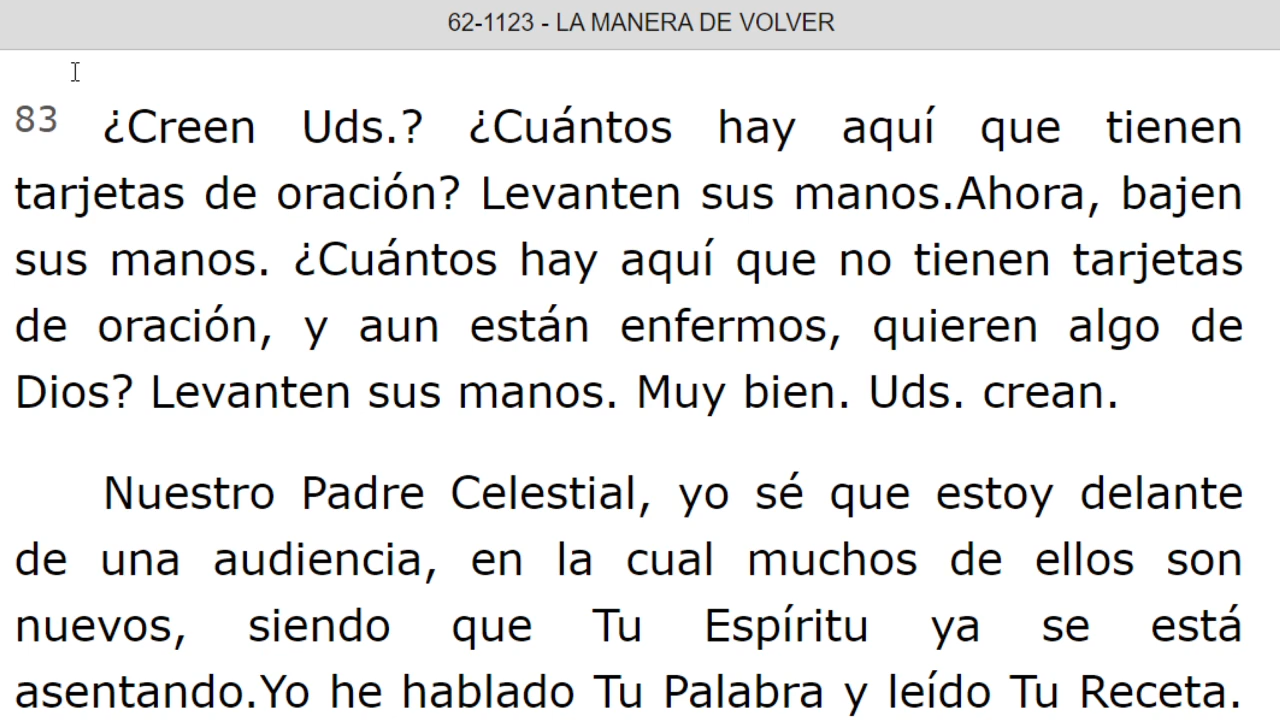 62-1123 - LA MANERA DE VOLVER
83 ¿Creen Uds.? ¿Cuántos hay aquí que tienen
tarjetas de oración? Levanten sus manos.Ahora, bajen
sus manos. ¿Cuántos hay aquí que no tienen tarjetas
de oración, y aun están enfermos, quieren algo de
Dios? Levanten sus manos. Muy bien. Uds. crean.
Nuestro Padre Celestial, yo sé que estoy delante
de una audiencia, en la cual muchos de ellos son
nuevos, siendo que Tu Espíritu ya se está
asentando.Yo he hablado Tu Palabra y leído Tu Receta.